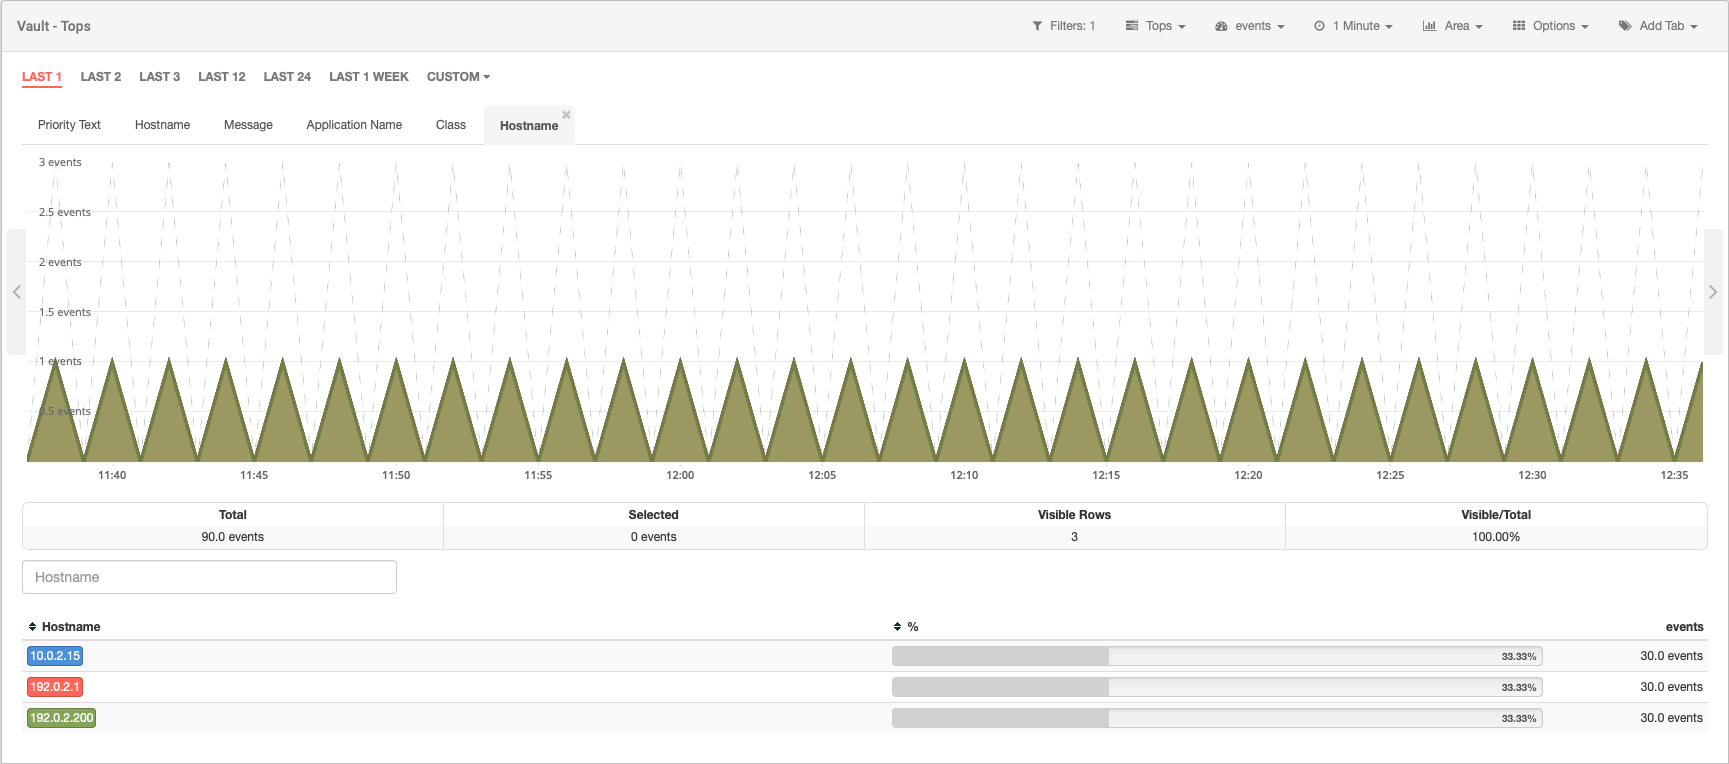 Vault - Tops
Filters: 1 Tops events 1 Minute Area Options Add Tab
LAST 1 LAST 2 LAST 3 LAST 12 LAST 24 LAST 1 WEEK CUSTOM
Priority Text Hostname Message Application Name Class Hostname
3 events
2.5 events
2 events
1.5 events
1 events
0.5 events
11:40 11:45 11:50 11:55 12:00 12:05 12:10 12:15 12:20 12:25 12:30 12:35
Total Selected Visible Rows Visible/Total
90.0 events 0 events 3 100.00%
Hostname
Hostname % events
10.0.2.15 33.33% 30.0 events
192.0.2.1 33.33% 30.0 events
192.0.2.200 33.33% 30.0 events